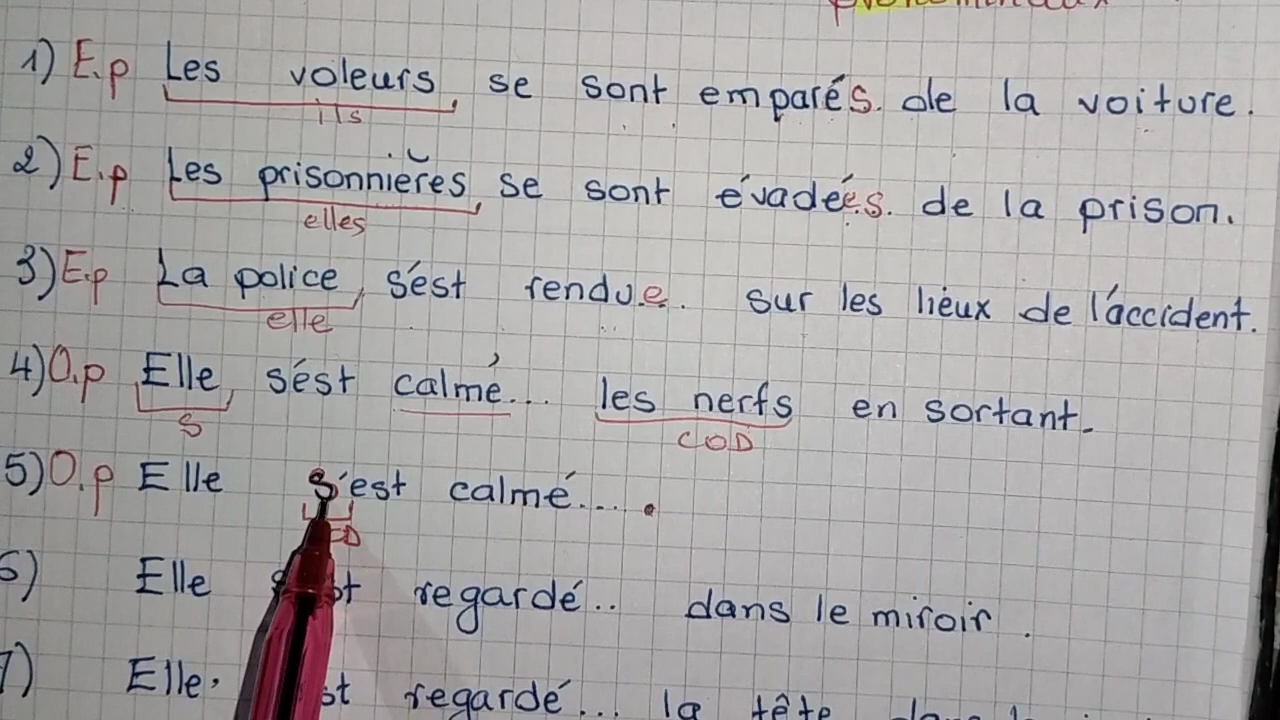 1) E.p Les voleurs, se sont emparés. de la voiture.
ils
2) E.p Les prisonnières, se sont évadées. de la prison.
elles
3) E.p La police, s'est rendue. sur les lieux de l'accident.
elle
4) O.p Elle, s'est calmé... les nerfs en sortant.
S COD
5) O.p Elle s'est calmé....
6) Elle regardé.. dans le miroir.
7) Elle. regardé... la tête